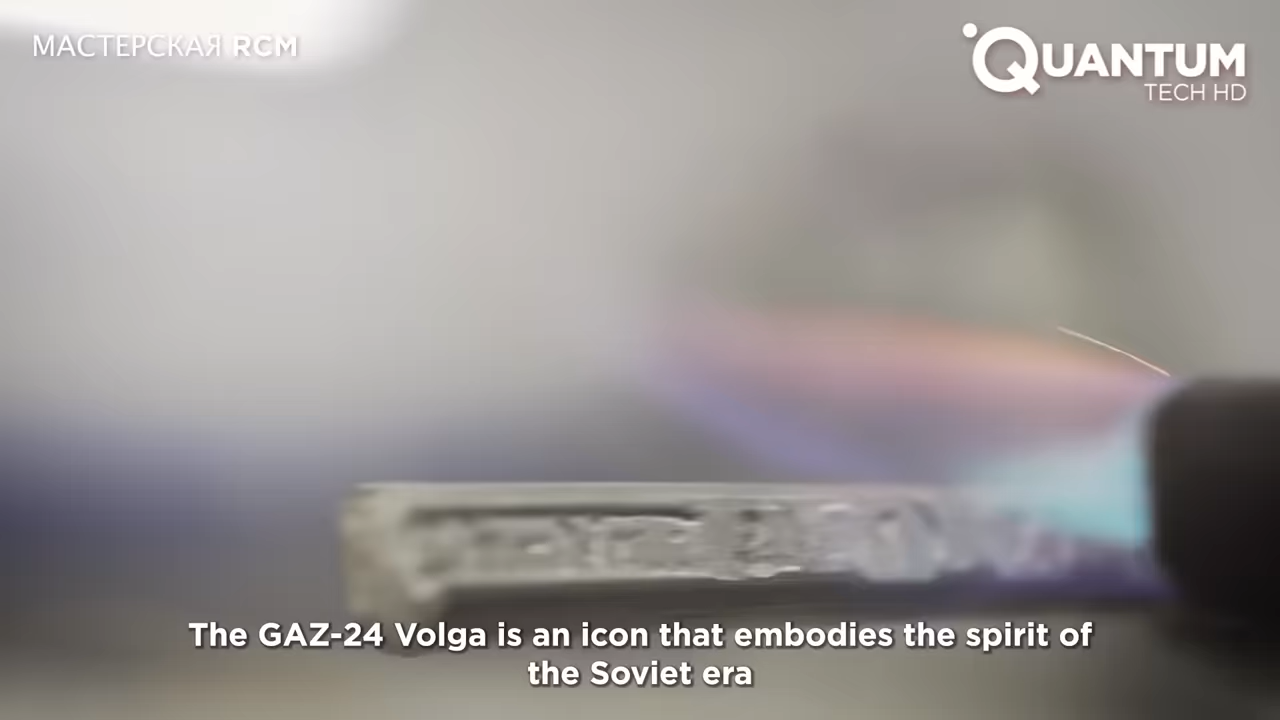 МАСТЕРСКАЯ RCM
QUANTUM
TECH HD
The GAZ-24 Volga is an icon that embodies the spirit of
the Soviet era